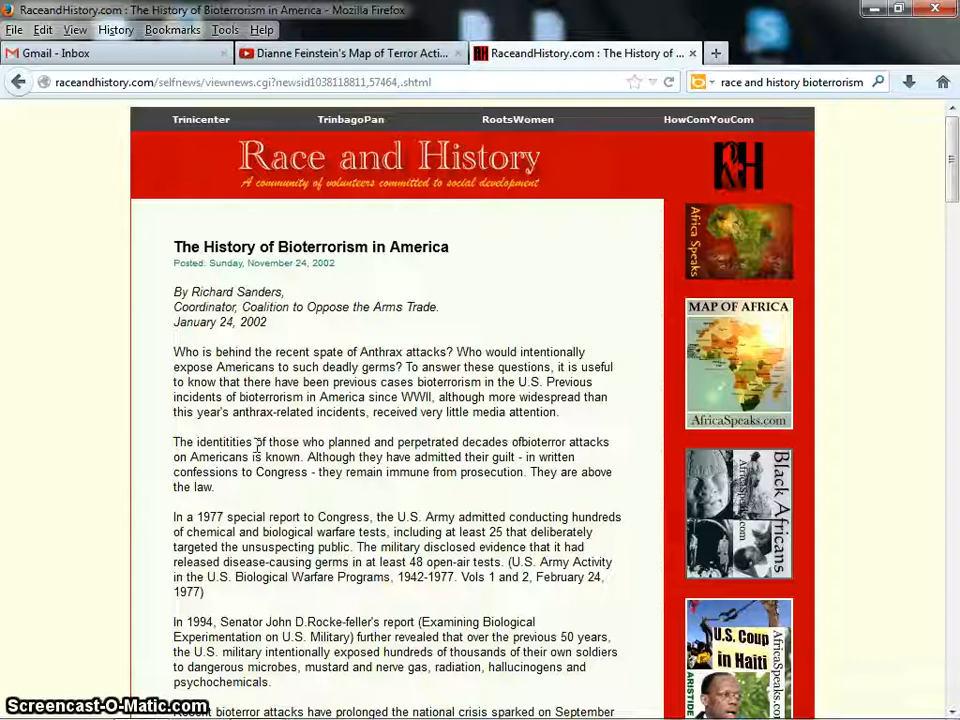 RaceandHistory.com : The History of Bioterrorism in America - Mozilla Firefox
File Edit View History Bookmarks Tools Help
Gmail - Inbox × Dianne Feinstein's Map of Terror Acti... × RaceandHistory.com : The History of ... × +
raceandhistory.com/selfnews/viewnews.cgi?newsid1038118811,57464,.shtml race and history bioterrorism
Trinicenter TrinbagoPan RootsWomen HowComYouCom
Race and History
A community of volunteers committed to social development
R&H
Africa Speaks
The History of Bioterrorism in America
Posted: Sunday, November 24, 2002
By Richard Sanders,
Coordinator, Coalition to Oppose the Arms Trade.
January 24, 2002
MAP OF AFRICA
AfricaSpeaks.com
Who is behind the recent spate of Anthrax attacks? Who would intentionally
expose Americans to such deadly germs? To answer these questions, it is useful
to know that there have been previous cases bioterrorism in the U.S. Previous
incidents of bioterrorism in America since WWII, although more widespread than
this year's anthrax-related incidents, received very little media attention.
The identitities of those who planned and perpetrated decades ofbioterror attacks
on Americans is known. Although they have admitted their guilt - in written
confessions to Congress - they remain immune from prosecution. They are above
the law.
Black Africans
AfricaSpeaks.com
In a 1977 special report to Congress, the U.S. Army admitted conducting hundreds
of chemical and biological warfare tests, including at least 25 that deliberately
targeted the unsuspecting public. The military disclosed evidence that it had
released disease-causing germs in at least 48 open-air tests. (U.S. Army Activity
in the U.S. Biological Warfare Programs, 1942-1977. Vols 1 and 2, February 24,
1977)
In 1994, Senator John D.Rocke-feller's report (Examining Biological
Experimentation on U.S. Military) further revealed that over the previous 50 years,
the U.S. military intentionally exposed hundreds of thousands of their own soldiers
to dangerous microbes, mustard and nerve gas, radiation, hallucinogens and
psychochemicals.
U.S. Coup
in Haiti
AfricaSpeaks.com
ARISTIDE
Recent bioterror attacks have prolonged the national crisis sparked on September
Screencast-O-Matic.com